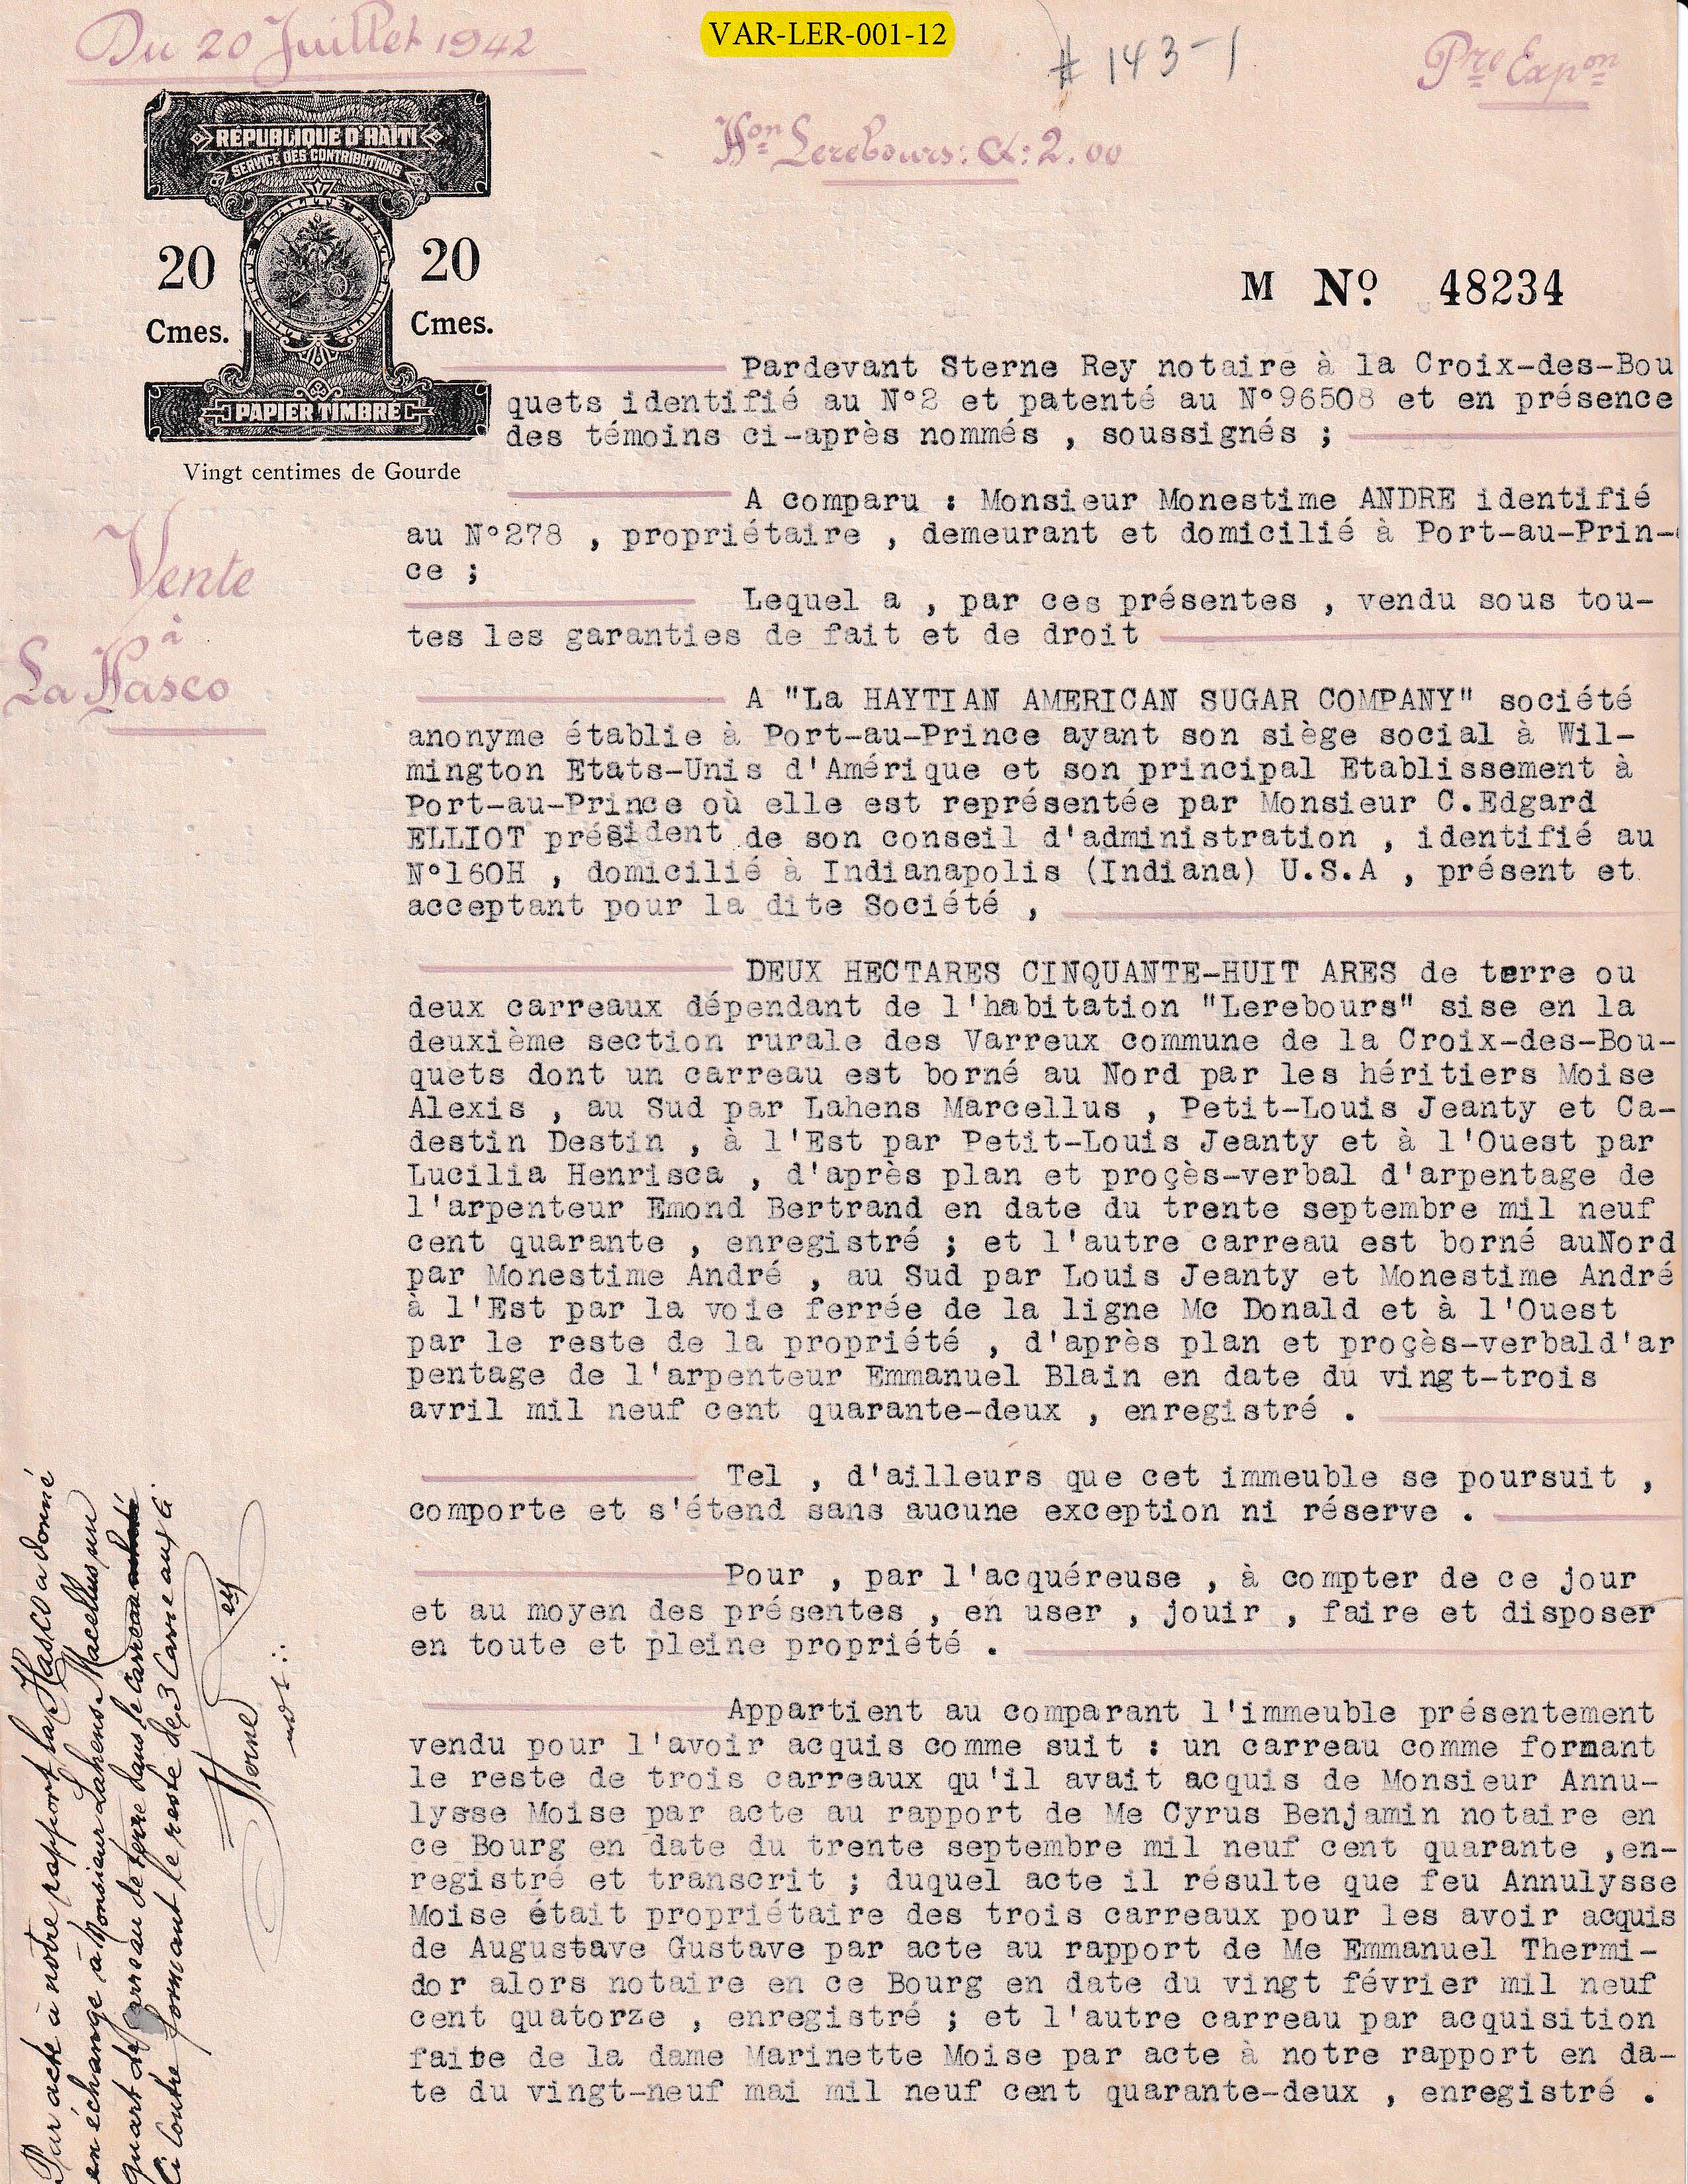 Du 20 Juillet 1942
VAR-LER-001-12
# 143-1
Pre Expon
Hon Lerebours: Cx: 2.00
RÉPUBLIQUE D'HAÏTI
SERVICE DES CONTRIBUTIONS
20 20
Cmes. Cmes.
PAPIER TIMBRE
Vingt centimes de Gourde
M Nº 48234
Vente
à
La Hasco
Pardevant Sterne Rey notaire à la Croix-des-Bou
quets identifié au N°2 et patenté au N°96508 et en présence
des témoins ci-après nommés , soussignés ;
A comparu : Monsieur Monestime ANDRE identifié
au N°278 , propriétaire , demeurant et domicilié à Port-au-Prin-
ce ;
Lequel a , par ces présentes , vendu sous tou-
tes les garanties de fait et de droit
A "La HAYTIAN AMERICAN SUGAR COMPANY" société
anonyme établie à Port-au-Prince ayant son siège social à Wil-
mington Etats-Unis d'Amérique et son principal Etablissement à
Port-au-Prince où elle est représentée par Monsieur C.Edgard
ELLIOT président de son conseil d'administration , identifié au
N°160H , domicilié à Indianapolis (Indiana) U.S.A , présent et
acceptant pour la dite Société ,
DEUX HECTARES CINQUANTE-HUIT ARES de terre ou
deux carreaux dépendant de l'habitation "Lerebours" sise en la
deuxième section rurale des Varreux commune de la Croix-des-Bou-
quets dont un carreau est borné au Nord par les héritiers Moise
Alexis , au Sud par Lahens Marcellus , Petit-Louis Jeanty et Ca-
destin Destin , à l'Est par Petit-Louis Jeanty et à l'Ouest par
Lucilia Henrisca , d'après plan et proçès-verbal d'arpentage de
l'arpenteur Emond Bertrand en date du trente septembre mil neuf
cent quarante , enregistré ; et l'autre carreau est borné auNord
par Monestime André , au Sud par Louis Jeanty et Monestime André
à l'Est par la voie ferrée de la ligne Mc Donald et à l'Ouest
par le reste de la propriété , d'après plan et proçès-verbald'ar
pentage de l'arpenteur Emmanuel Blain en date du vingt-trois
avril mil neuf cent quarante-deux , enregistré .
Tel , d'ailleurs que cet immeuble se poursuit ,
comporte et s'étend sans aucune exception ni réserve .
Pour , par l'acquéreuse , à compter de ce jour
et au moyen des présentes , en user , jouir , faire et disposer
en toute et pleine propriété .
Appartient au comparant l'immeuble présentement
vendu pour l'avoir acquis comme suit : un carreau comme formant
le reste de trois carreaux qu'il avait acquis de Monsieur Annu-
lysse Moise par acte au rapport de Me Cyrus Benjamin notaire en
ce Bourg en date du trente septembre mil neuf cent quarante ,en-
registré et transcrit ; duquel acte il résulte que feu Annulysse
Moise était propriétaire des trois carreaux pour les avoir acquis
de Augustave Gustave par acte au rapport de Me Emmanuel Thermi-
dor alors notaire en ce Bourg en date du vingt février mil neuf
cent quatorze , enregistré ; et l'autre carreau par acquisition
faite de la dame Marinette Moise par acte à notre rapport en da-
te du vingt-neuf mai mil neuf cent quarante-deux , enregistré .
Par acte à notre rapport la Hasco a donné
en échange à Monsieur Lahens Macellus un
quart de carreau de terre dans le carreau
Ci contre formant le reste de 3 Carreaux
Sterne Rey
not :